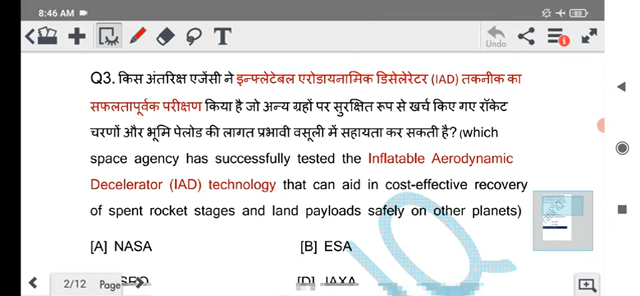 8:46 AM
83
Undo
T
Q3. किस अंतरिक्ष एजेंसी ने इन्फ्लेटेबल एरोडायनामिक डिसेलेरेटर (IAD) तकनीक का
सफलतापूर्वक परीक्षण किया है जो अन्य ग्रहों पर सुरक्षित रूप से खर्च किए गए रॉकेट
चरणों और भूमि पेलोड की लागत प्रभावी वसूली में सहायता कर सकती है? (which
space agency has successfully tested the Inflatable Aerodynamic
Decelerator (IAD) technology that can aid in cost-effective recovery
of spent rocket stages and land payloads safely on other planets)
[A] NASA [B] ESA
2/12 Page
[D] JAXA